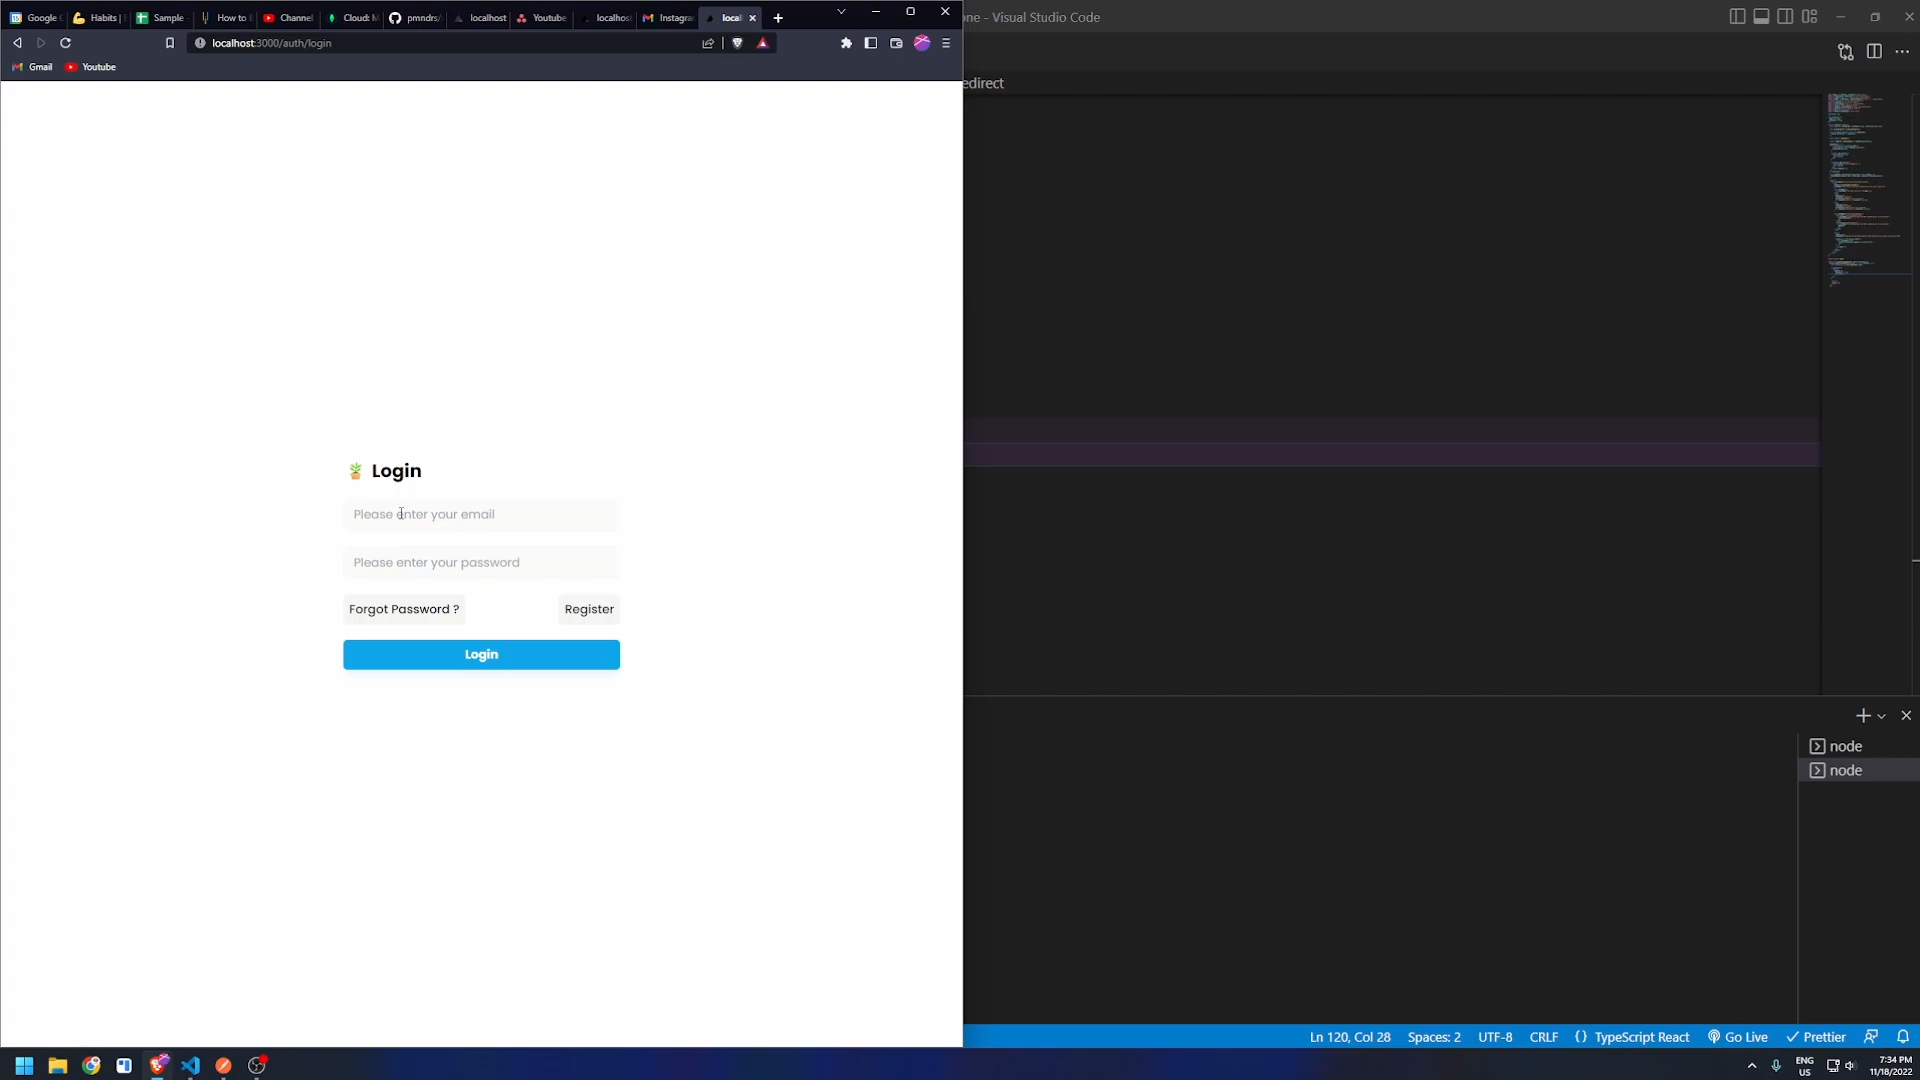 Google
Habits |
Sample
How to
Channel
Cloud: M
pmndrs/
localhost
Youtube
localhos
Instagra
local
localhost:3000/auth/login
Gmail
Youtube
one - Visual Studio Code
edirect
Login
Please enter your email
Please enter your password
Forgot Password ?
Register
Login
node
node
Ln 120, Col 28
Spaces: 2
UTF-8
CRLF
{} TypeScript React
Go Live
Prettier
ENG
US
7:34 PM
11/18/2022